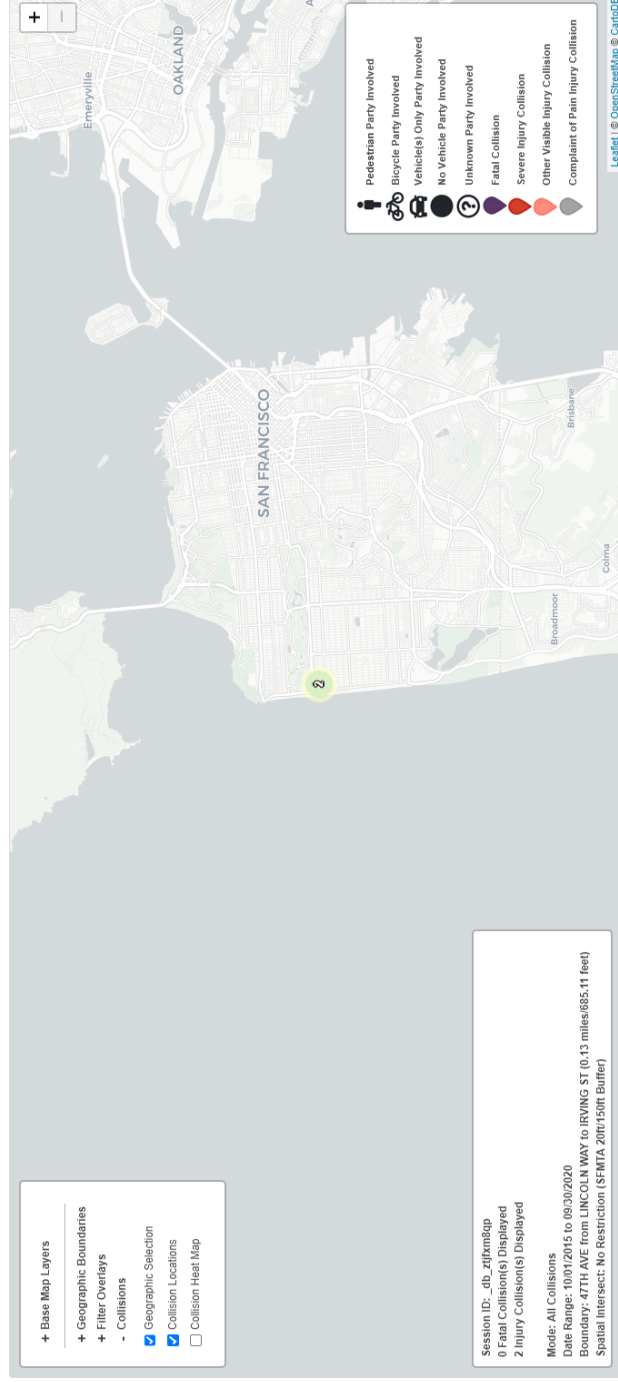 + Base Map Layers
+ Geographic Boundaries
+ Filter Overlays
- Collisions
Geographic Selection
Collision Locations
Collision Heat Map
+
−
Emeryville
OAKLAND
A
SAN FRANCISCO
2
Brisbane
Colma
Broadmoor
Session ID: _db_ztjfxm8qp
0 Fatal Collision(s) Displayed
2 Injury Collision(s) Displayed
Mode: All Collisions
Date Range: 10/01/2015 to 09/30/2020
Boundary: 47TH AVE from LINCOLN WAY to IRVING ST (0.13 miles/685.11 feet)
Spatial Intersect: No Restriction (SFMTA 20ft/150ft Buffer)
Pedestrian Party Involved
Bicycle Party Involved
Vehicle(s) Only Party Involved
No Vehicle Party Involved
? Unknown Party Involved
Fatal Collision
Severe Injury Collision
Other Visible Injury Collision
Complaint of Pain Injury Collision
Leaflet | © OpenStreetMap © CartoDB